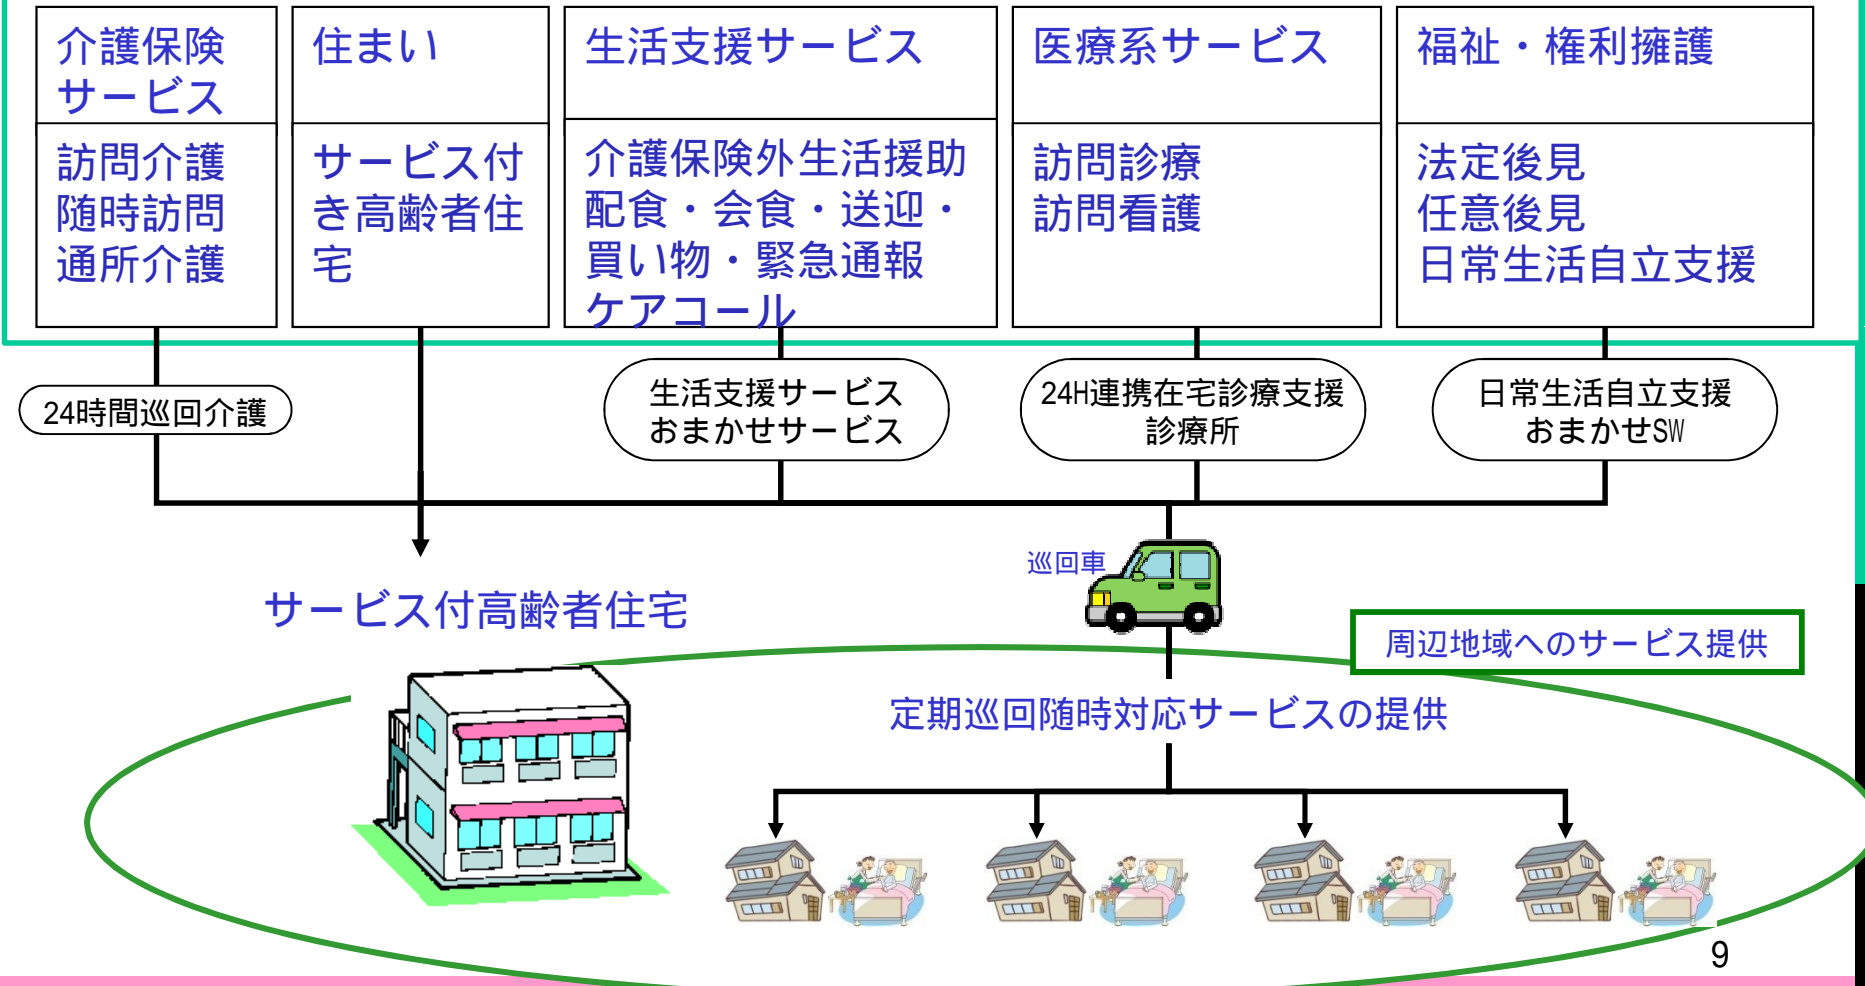 介護保険
サービス
住まい
生活支援サービス
医療系サービス
福祉・権利擁護
訪問介護
随時訪問
通所介護
サービス付
き高齢者住
宅
介護保険外生活援助
配食・会食・送迎・
買い物・緊急通報
ケアコール
訪問診療
訪問看護
法定後見
任意後見
日常生活自立支援
24時間巡回介護
生活支援サービス
おまかせサービス
24H連携在宅診療支援
診療所
日常生活自立支援
おまかせSW
巡回車
サービス付高齢者住宅
周辺地域へのサービス提供
定期巡回随時対応サービスの提供
9